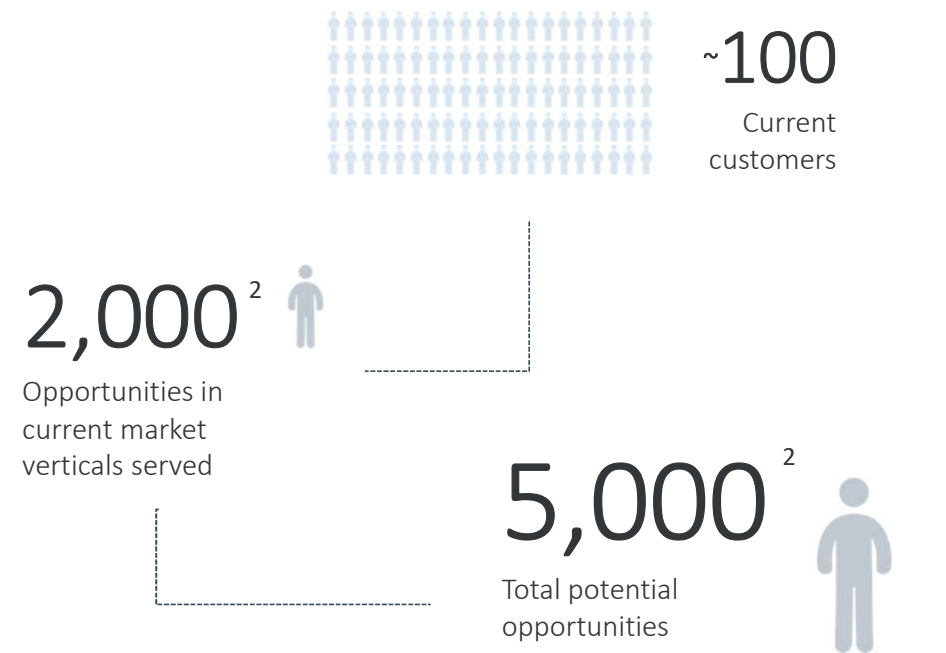 ~100
Current
customers
2,000 2
Opportunities in
current market
verticals served
5,000 2
Total potential
opportunities